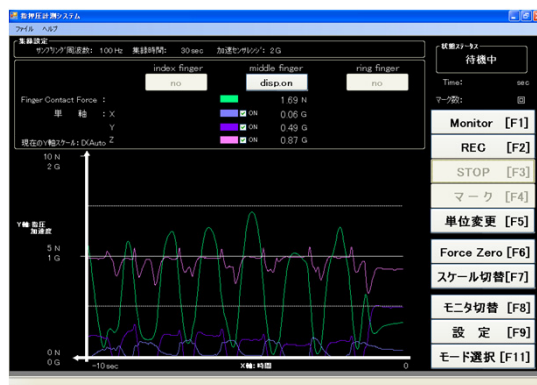 指押圧計測システム
ファイル ヘルプ
集録設定
サンプリング周波数: 100 Hz 集録時間: 30 sec 加速センサレンジ: 2 G
index finger middle finger ring finger
no disp.on no
Finger Contact Force : 1.69 N
単 軸 : X ON 0.06 G
Y ON 0.49 G
Z ON 0.87 G
現在のY軸スケール: DXAuto
10 N
2 G
Y軸:指圧
加速度
5 N
1 G
0 N
0 G
-10 sec X軸:時間 0
状態ステータス
待機中
Time: sec
マーク数: 回
Monitor [F1]
REC [F2]
STOP [F3]
マーク [F4]
単位変更 [F5]
Force Zero [F6]
スケール切替[F7]
モニタ切替 [F8]
設 定 [F9]
モード選択 [F11]